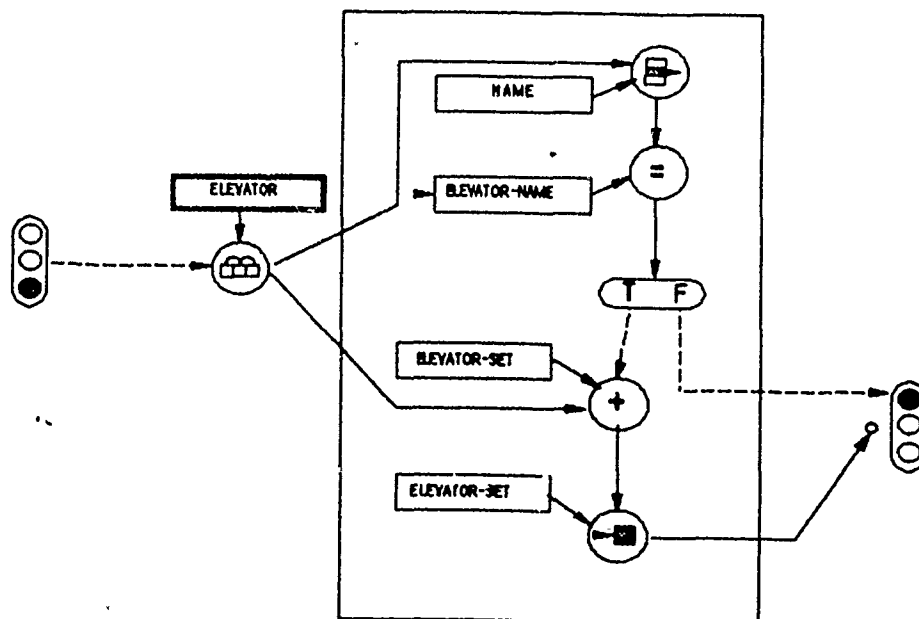 NAME
ELEVATOR
ELEVATOR-NAME
=
T F
ELEVATOR-SET
+
ELEVATOR-SET